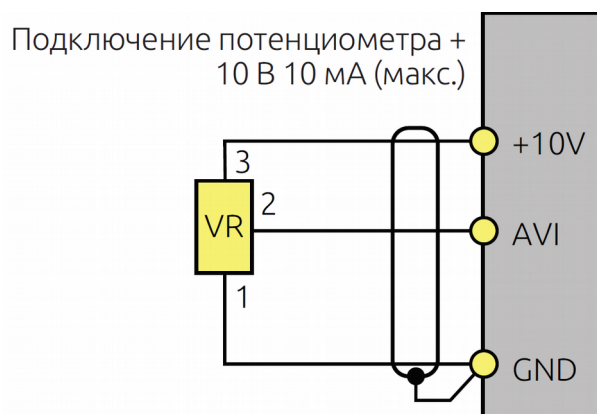 Подключение потенциометра +
10 В 10 мА (макс.)
+10V
3
2
VR
AVI
1
GND